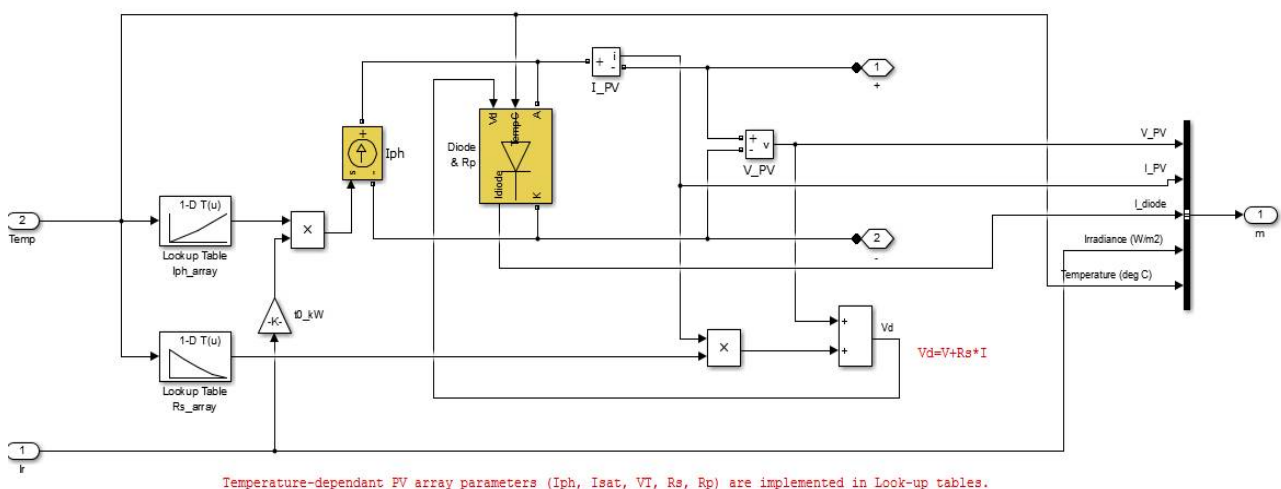 i
+
-
I_PV
1
+
Vd
TempC
A
Diode
& Rp
Idiode
K
+
-
v
V_PV
V_PV
+
s
-
Iph
I_PV
1-D T(u)
Lookup Table
Iph_array
×
2
Temp
I_diode
1
m
2
-
Irradiance (W/m2)
Temperature (deg C)
-K-
t0_kW
1-D T(u)
Lookup Table
Rs_array
×
+
+
Vd
Vd=V+Rs*I
1
Ir
Temperature-dependant PV array parameters (Iph, Isat, VT, Rs, Rp) are implemented in Look-up tables.